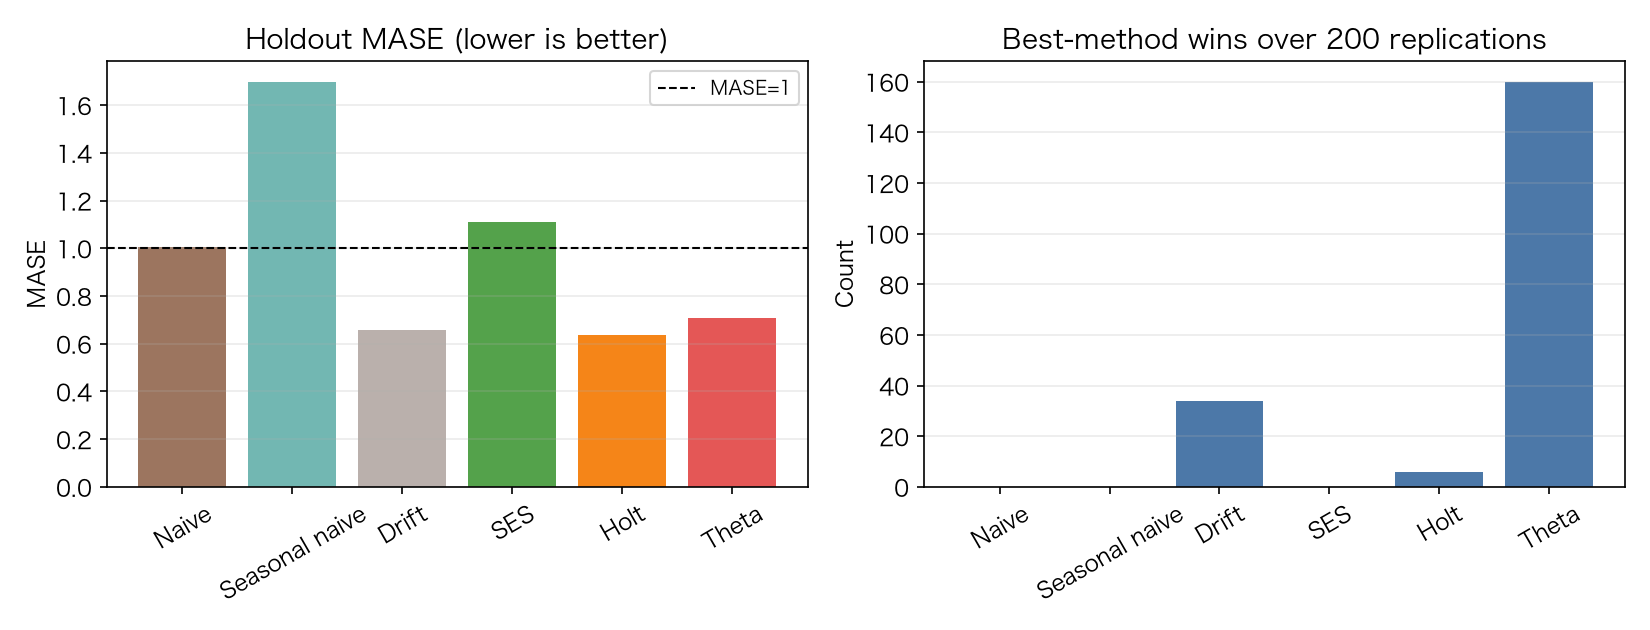 Holdout MASE (lower is better)
MASE
1.6
1.4
1.2
1.0
0.8
0.6
0.4
0.2
0.0
MASE=1
Naive
Seasonal naive
Drift
SES
Holt
Theta
Best-method wins over 200 replications
Count
160
140
120
100
80
60
40
20
0
Naive
Seasonal naive
Drift
SES
Holt
Theta